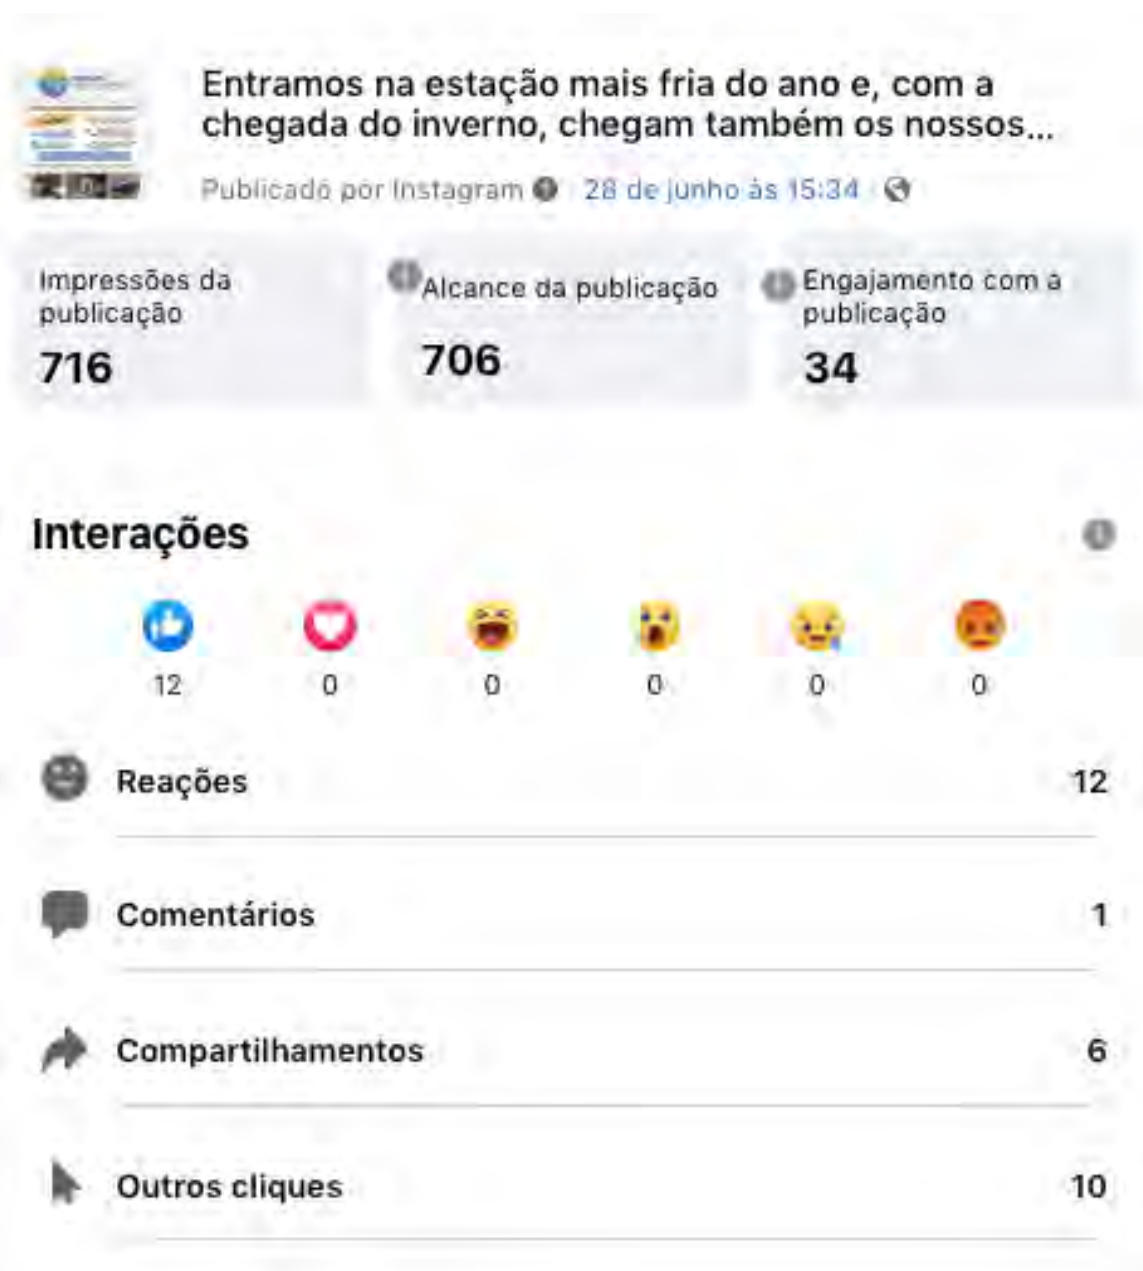 Entramos na estação mais fria do ano e, com a
chegada do inverno, chegam também os nossos...
Publicado por Instagram
28 de junho às 15:34
Impressões da
publicação
716
Alcance da publicação
706
Engajamento com a
publicação
34
Interações
12 0 0 0 0 0
Reações 12
Comentários 1
Compartilhamentos 6
Outros cliques 10